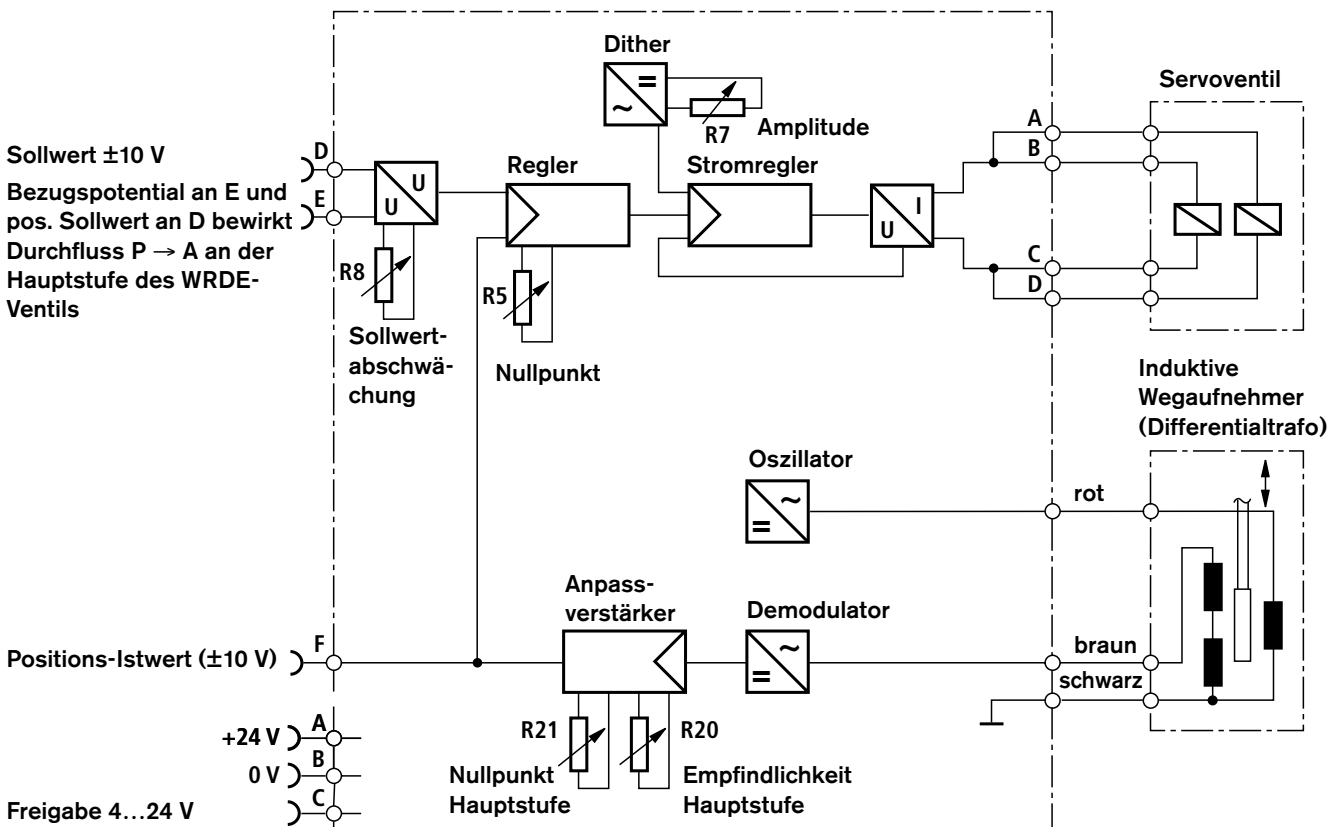 Dither
=
~
R7
Amplitude
Servoventil
A
B
C
D
Sollwert ±10 V
D
Bezugspotential an E und
pos. Sollwert an D bewirkt
Durchfluss P → A an der
Hauptstufe des WRDE-
Ventils
E
U
U
R8
Sollwert-
abschwä-
chung
Regler
R5
Nullpunkt
Stromregler
I
U
Induktive
Wegaufnehmer
(Differentialtrafo)
Oszillator
~
=
rot
Anpass-
verstärker
Demodulator
~
=
braun
schwarz
Positions-Istwert (±10 V)
F
R21
R20
Nullpunkt
Hauptstufe
Empfindlichkeit
Hauptstufe
+24 V
A
0 V
B
Freigabe 4...24 V
C